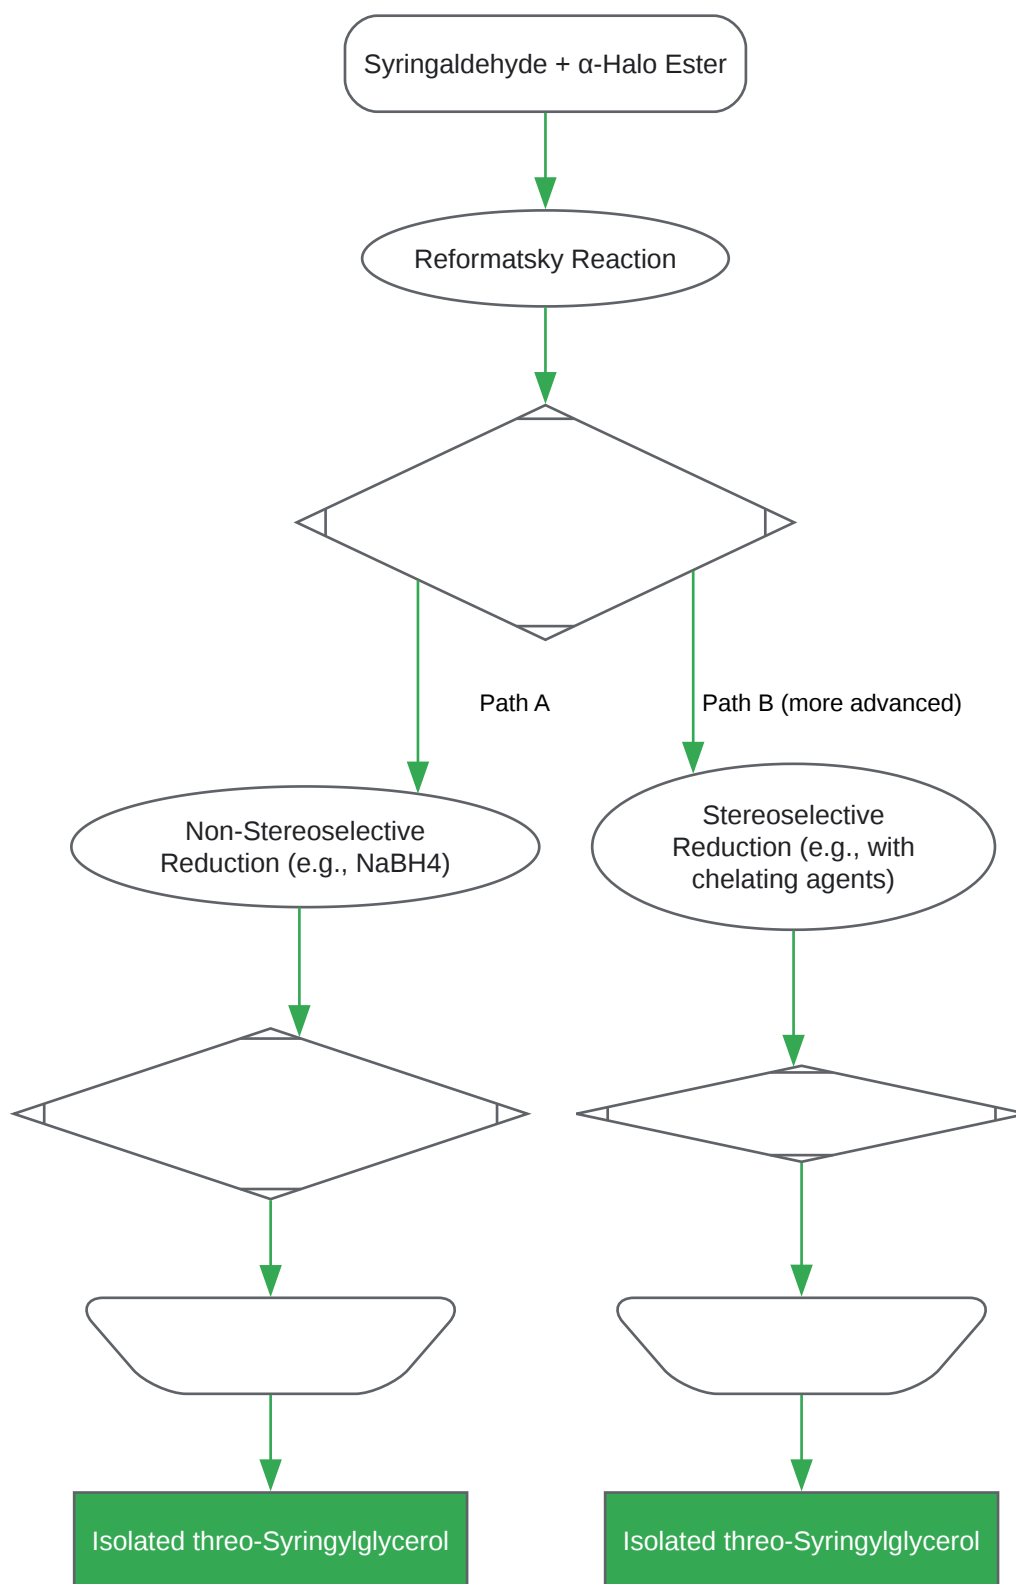 Syringaldehyde + α-Halo Ester
Reformatsky Reaction
Path A
Path B (more advanced)
Non-Stereoselective
Reduction (e.g., NaBH4)
Stereoselective
Reduction (e.g., with
chelating agents)
Isolated threo-Syringylglycerol
Isolated threo-Syringylglycerol